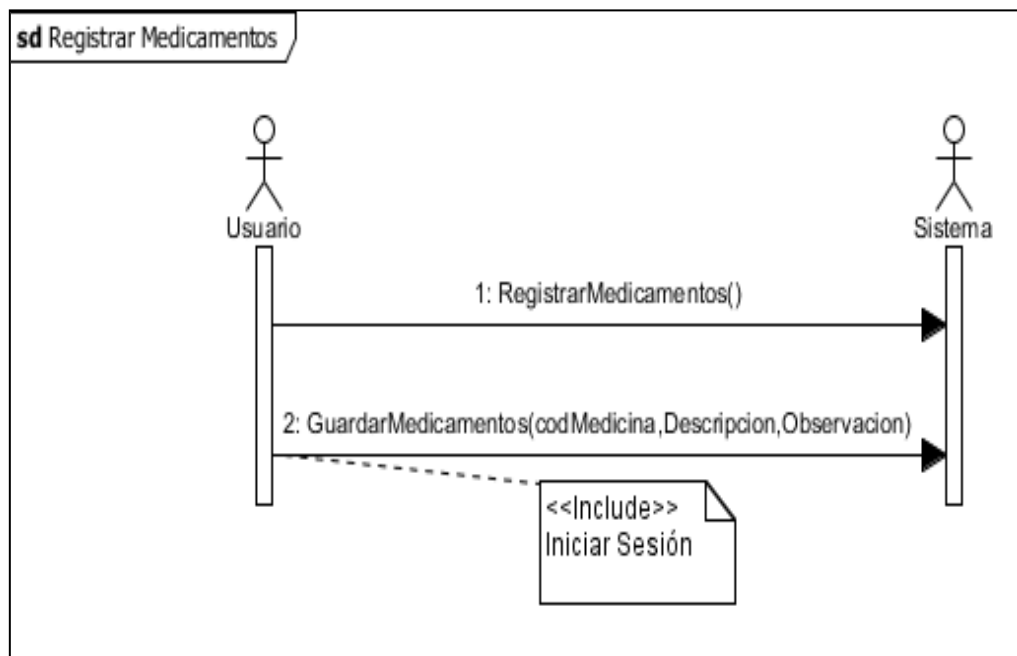 sd Registrar Medicamentos
Usuario
Sistema
1: RegistrarMedicamentos()
2: GuardarMedicamentos(codMedicina,Descripcion,Observacion)
<<Include>>
Iniciar Sesión